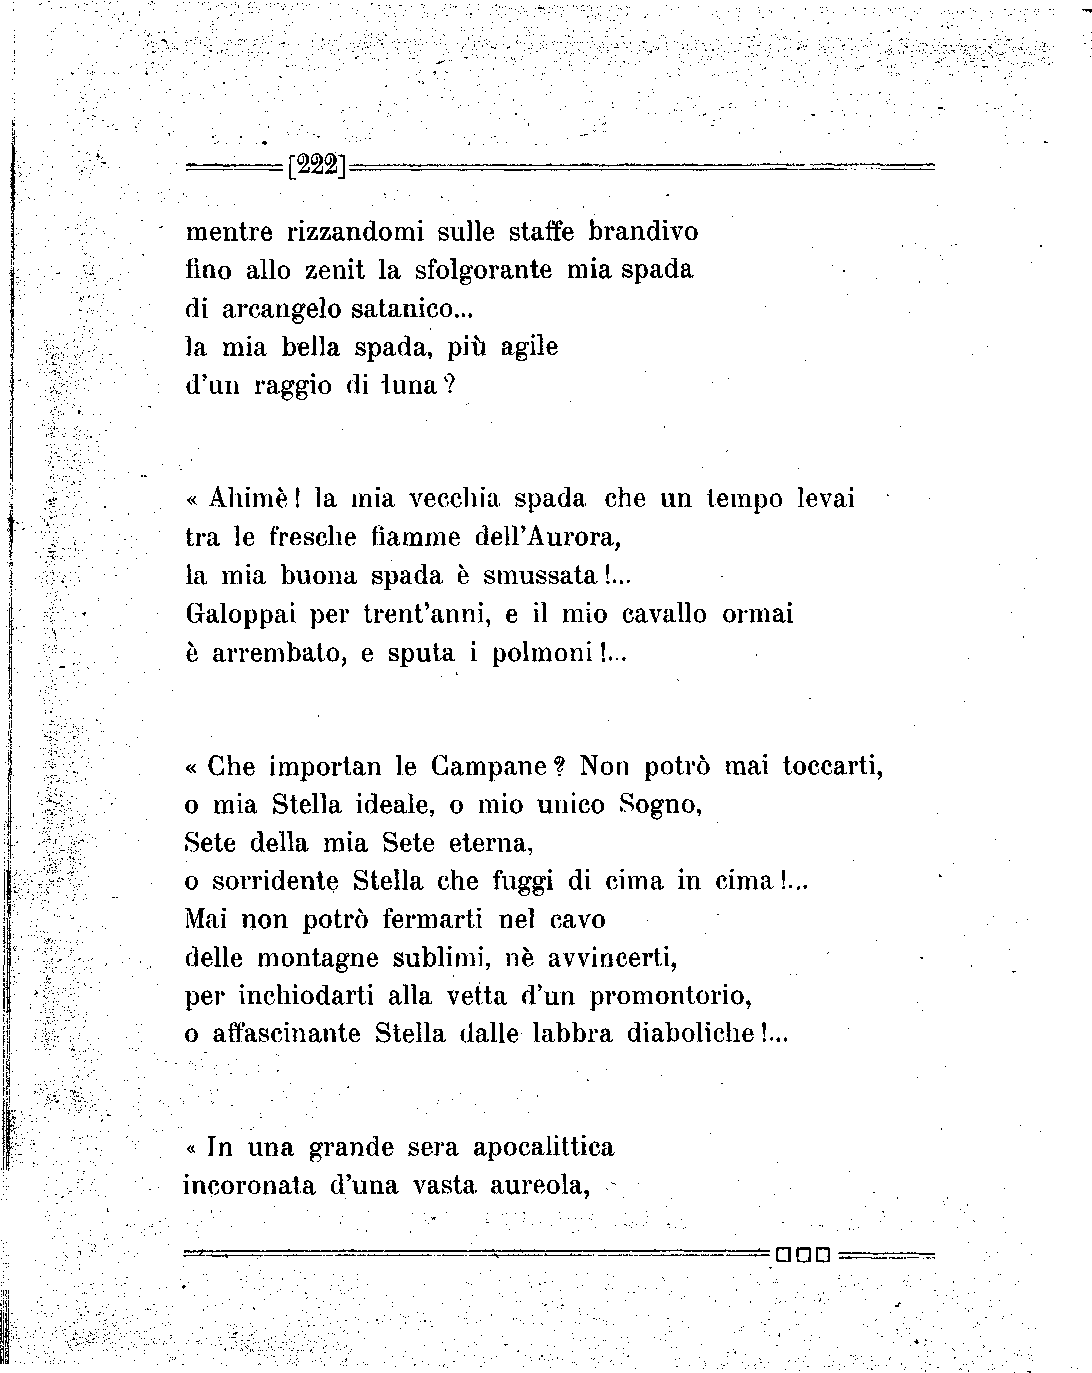 [222]
mentre rizzandomi sulle staffe brandivo
fino allo zenit la sfolgorante mia spada
di arcangelo satanico...
la mia bella spada, più agile
d'un raggio di luna?
« Ahimè! la mia vecchia spada che un tempo levai
tra le fresche fiamme dell'Aurora,
la mia buona spada è smussata!...
Galoppai per trent'anni, e il mio cavallo ormai
è arrembato, e sputa i polmoni!...
« Che importan le Campane? Non potrò mai toccarti,
o mia Stella ideale, o mio unico Sogno,
Sete della mia Sete eterna,
o sorridente Stella che fuggi di cima in cima!...
Mai non potrò fermarti nel cavo
delle montagne sublimi, nè avvincerti,
per inchiodarti alla vetta d'un promontorio,
o affascinante Stella dalle labbra diaboliche!...
« In una grande sera apocalittica
incoronata d'una vasta aureola,